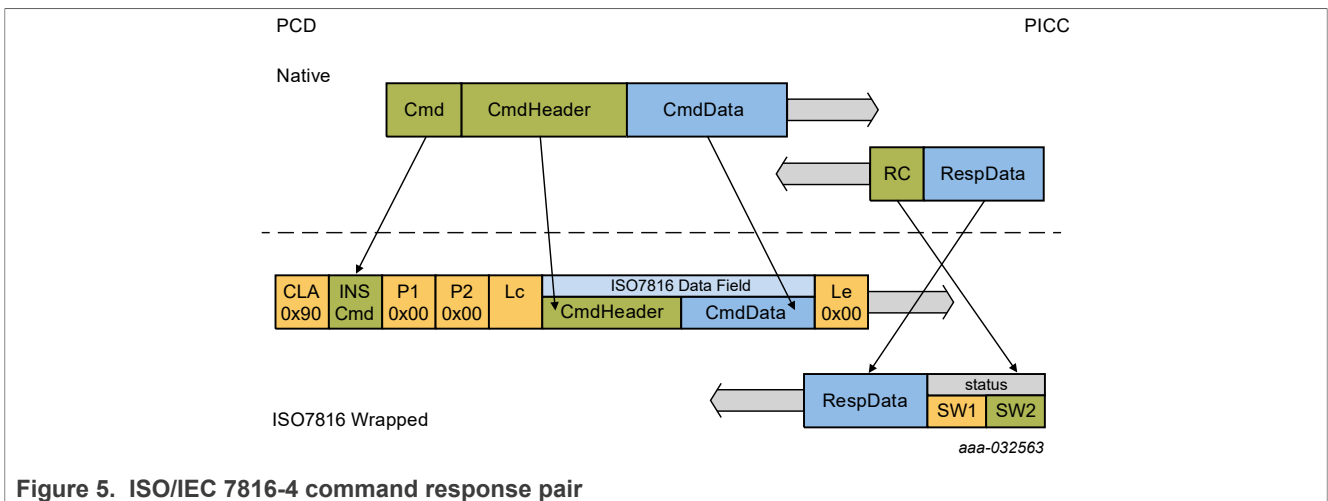 PCD PICC
Native
Cmd CmdHeader CmdData
RC RespData
CLA INS P1 P2 Lc ISO7816 Data Field Le
0x90 Cmd 0x00 0x00 CmdHeader CmdData 0x00
RespData status
SW1 SW2
ISO7816 Wrapped
aaa-032563
Figure 5. ISO/IEC 7816-4 command response pair